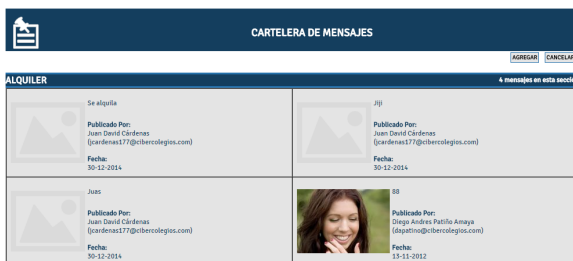 CARTELERA DE MENSAJES
AGREGAR CANCELAR
ALQUILER 4 mensajes en esta secció
Se alquila
Publicado Por:
Juan David Cárdenas
(jcardenas177@cibercolegios.com)
Fecha:
30-12-2014
Jiji
Publicado Por:
Juan David Cárdenas
(jcardenas177@cibercolegios.com)
Fecha:
30-12-2014
Juas
Publicado Por:
Juan David Cárdenas
(jcardenas177@cibercolegios.com)
Fecha:
30-12-2014
88
Publicado Por:
Diego Andres Patiño Amaya
(dapatino@cibercolegios.com)
Fecha:
13-11-2012